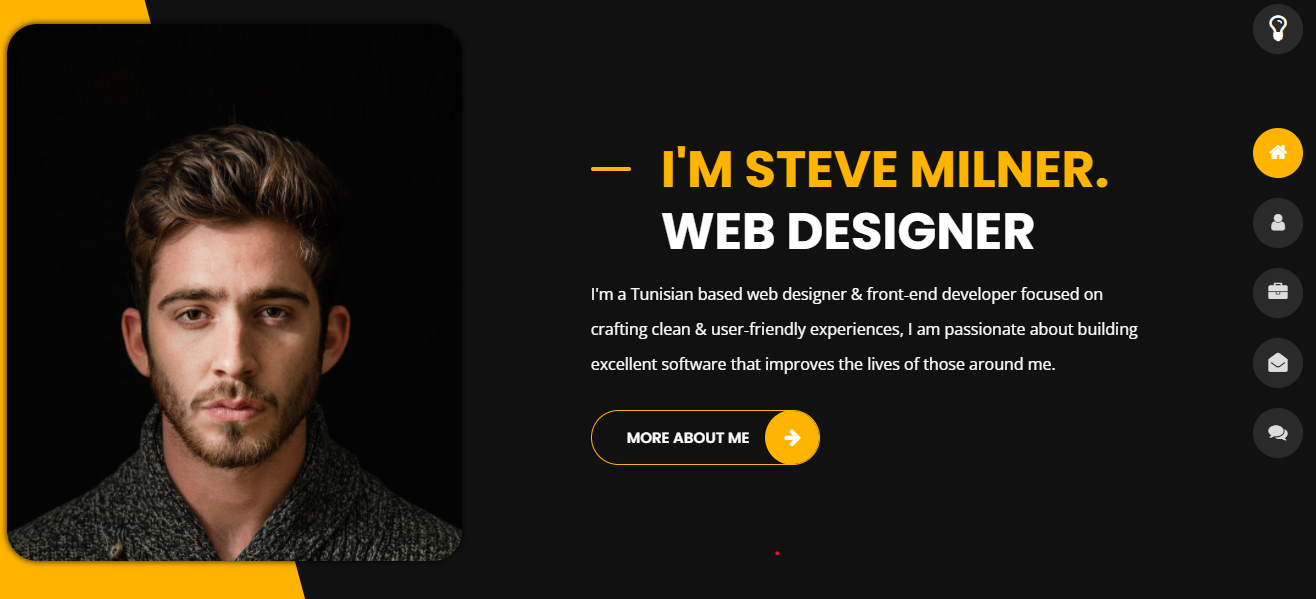 I'M STEVE MILNER.
WEB DESIGNER
I'm a Tunisian based web designer & front-end developer focused on
crafting clean & user-friendly experiences, I am passionate about building
excellent software that improves the lives of those around me.
MORE ABOUT ME